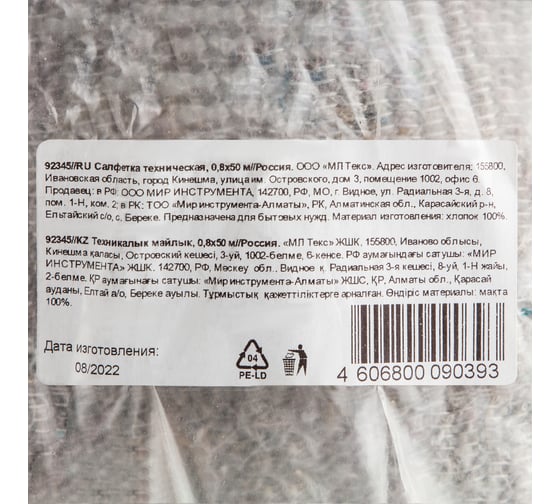 92345//RU Салфетка техническая, 0,8х50 м//Россия. ООО «МЛ Текс». Адрес изготовителя: 155800,
Ивановская область, город Кинешма, улица им. Островского, дом 3, помещение 1002, офис 6.
Продавец: в РФ: ООО МИР ИНСТРУМЕНТА, 142700, РФ, МО, г. Видное, ул. Радиальная 3-я, д. 8,
пом. 1-Н, ком. 2; в РК: ТОО «Мир инструмента-Алматы», РК, Алматинская обл., Карасайский р-н,
Ельтайский с/о, с. Береке. Предназначена для бытовых нужд. Материал изготовления: хлопок 100%.
92345//KZ Техникалық майлық, 0,8х50 м//Россия. «МЛ Текс» ЖШҚ. 155800, Иваново облысы,
Кинешма қаласы, Островский көшесі, 3-үй, 1002-бөлме, 6-кеңсе. РФ аумағындағы сатушы: «МИР
ИНСТРУМЕНТА» ЖШҚ. 142700, РФ, Мәскеу обл., Видное қ. Радиальная 3-я көшесі, 8-үй, 1-Н жайы,
2-бөлме. ҚР аумағынғағы сатушы: «Мир инструмента-Алматы» ЖШС, ҚР, Алматы обл., Қарасай
ауданы, Елтай а/о, Береке ауылы. Тұрмыстық қажеттіліктерге арналған. Өндіріс материалы: мақта
100%.
Дата изготовления:
08/2022
04
PE-LD
4 606800 090393